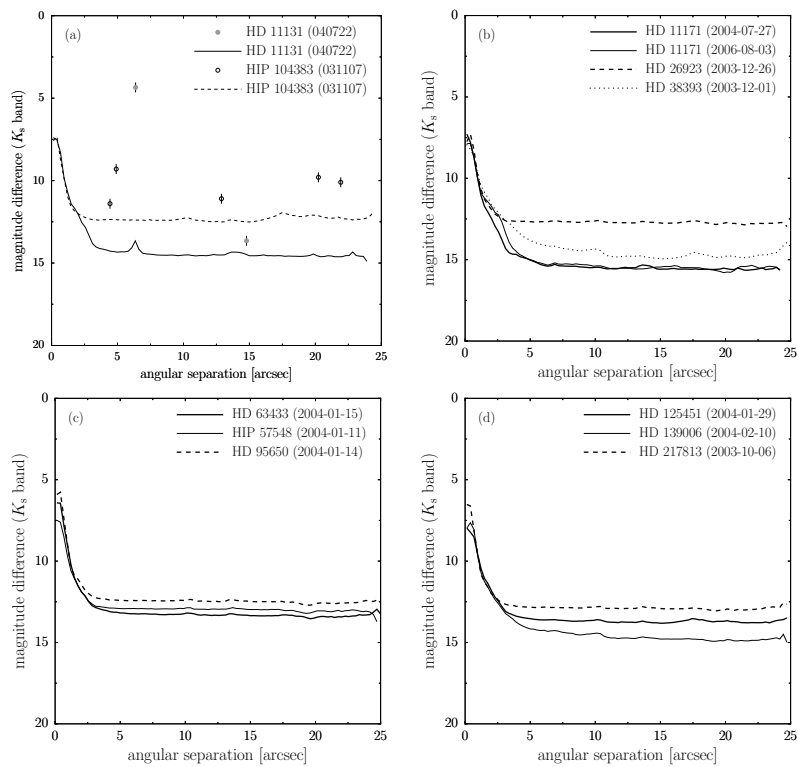 (a)
HD 11131 (040722)
HD 11131 (040722)
HIP 104383 (031107)
HIP 104383 (031107)
0
5
10
15
20
magnitude difference (Ks band)
0 5 10 15 20 25
angular separation [arcsec]
(b)
HD 11171 (2004-07-27)
HD 11171 (2006-08-03)
HD 26923 (2003-12-26)
HD 38393 (2003-12-01)
0
5
10
15
20
magnitude difference (Ks band)
0 5 10 15 20 25
angular separation [arcsec]
(c)
HD 63433 (2004-01-15)
HIP 57548 (2004-01-11)
HD 95650 (2004-01-14)
0
5
10
15
20
magnitude difference (Ks band)
0 5 10 15 20 25
angular separation [arcsec]
(d)
HD 125451 (2004-01-29)
HD 139006 (2004-02-10)
HD 217813 (2003-10-06)
0
5
10
15
20
magnitude difference (Ks band)
0 5 10 15 20 25
angular separation [arcsec]